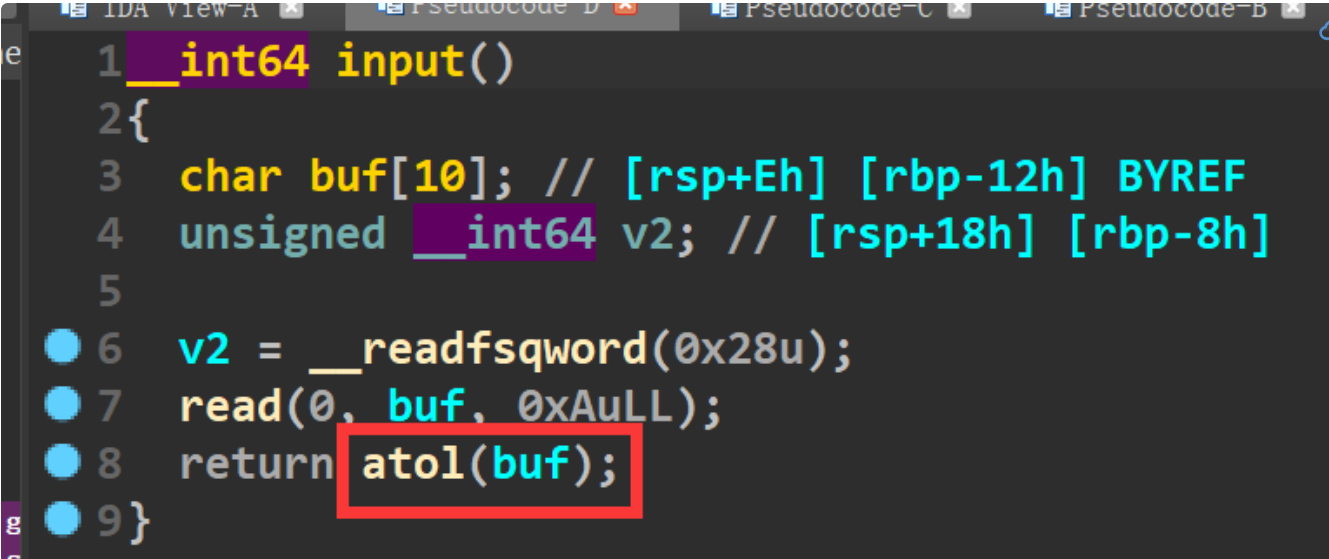 IDA View-A Pseudocode-D Pseudocode-C Pseudocode-B
1 __int64 input()
2 {
3 char buf[10]; // [rsp+Eh] [rbp-12h] BYREF
4 unsigned __int64 v2; // [rsp+18h] [rbp-8h]
5
6 v2 = __readfsqword(0x28u);
7 read(0, buf, 0xAuLL);
8 return atol(buf);
9 }